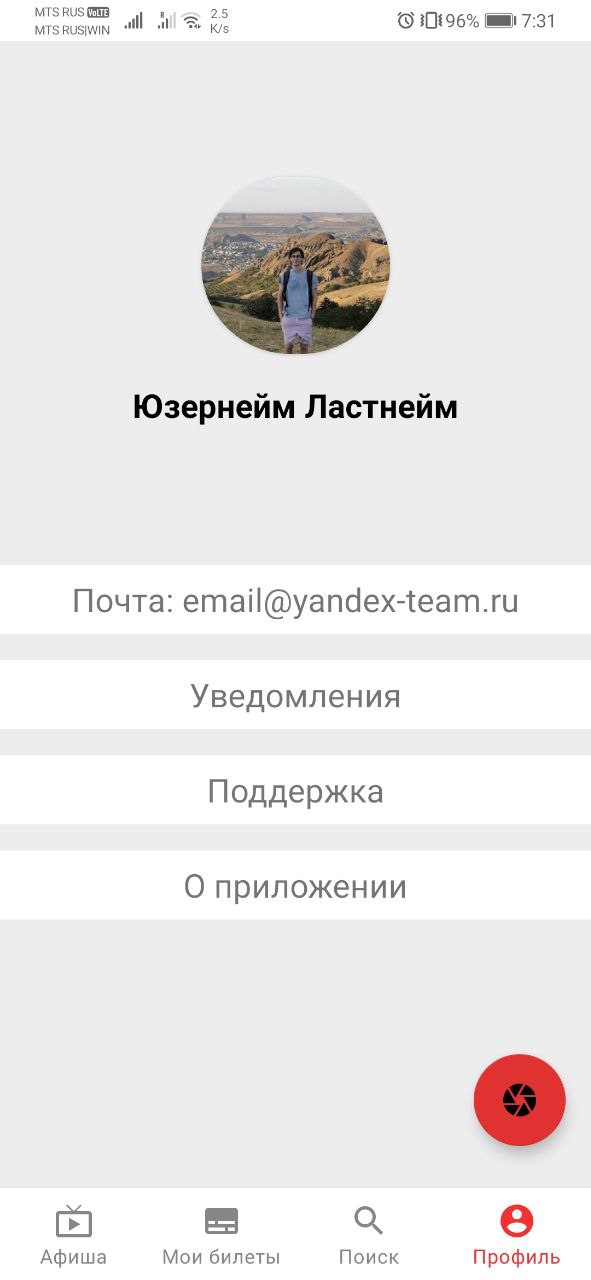 MTS RUS VoLTE
MTS RUS|WIN
R
2.5
K/s
96%
7:31
Юзернейм Ластнейм
Почта: email@yandex-team.ru
Уведомления
Поддержка
О приложении
Афиша
Мои билеты
Поиск
Профиль